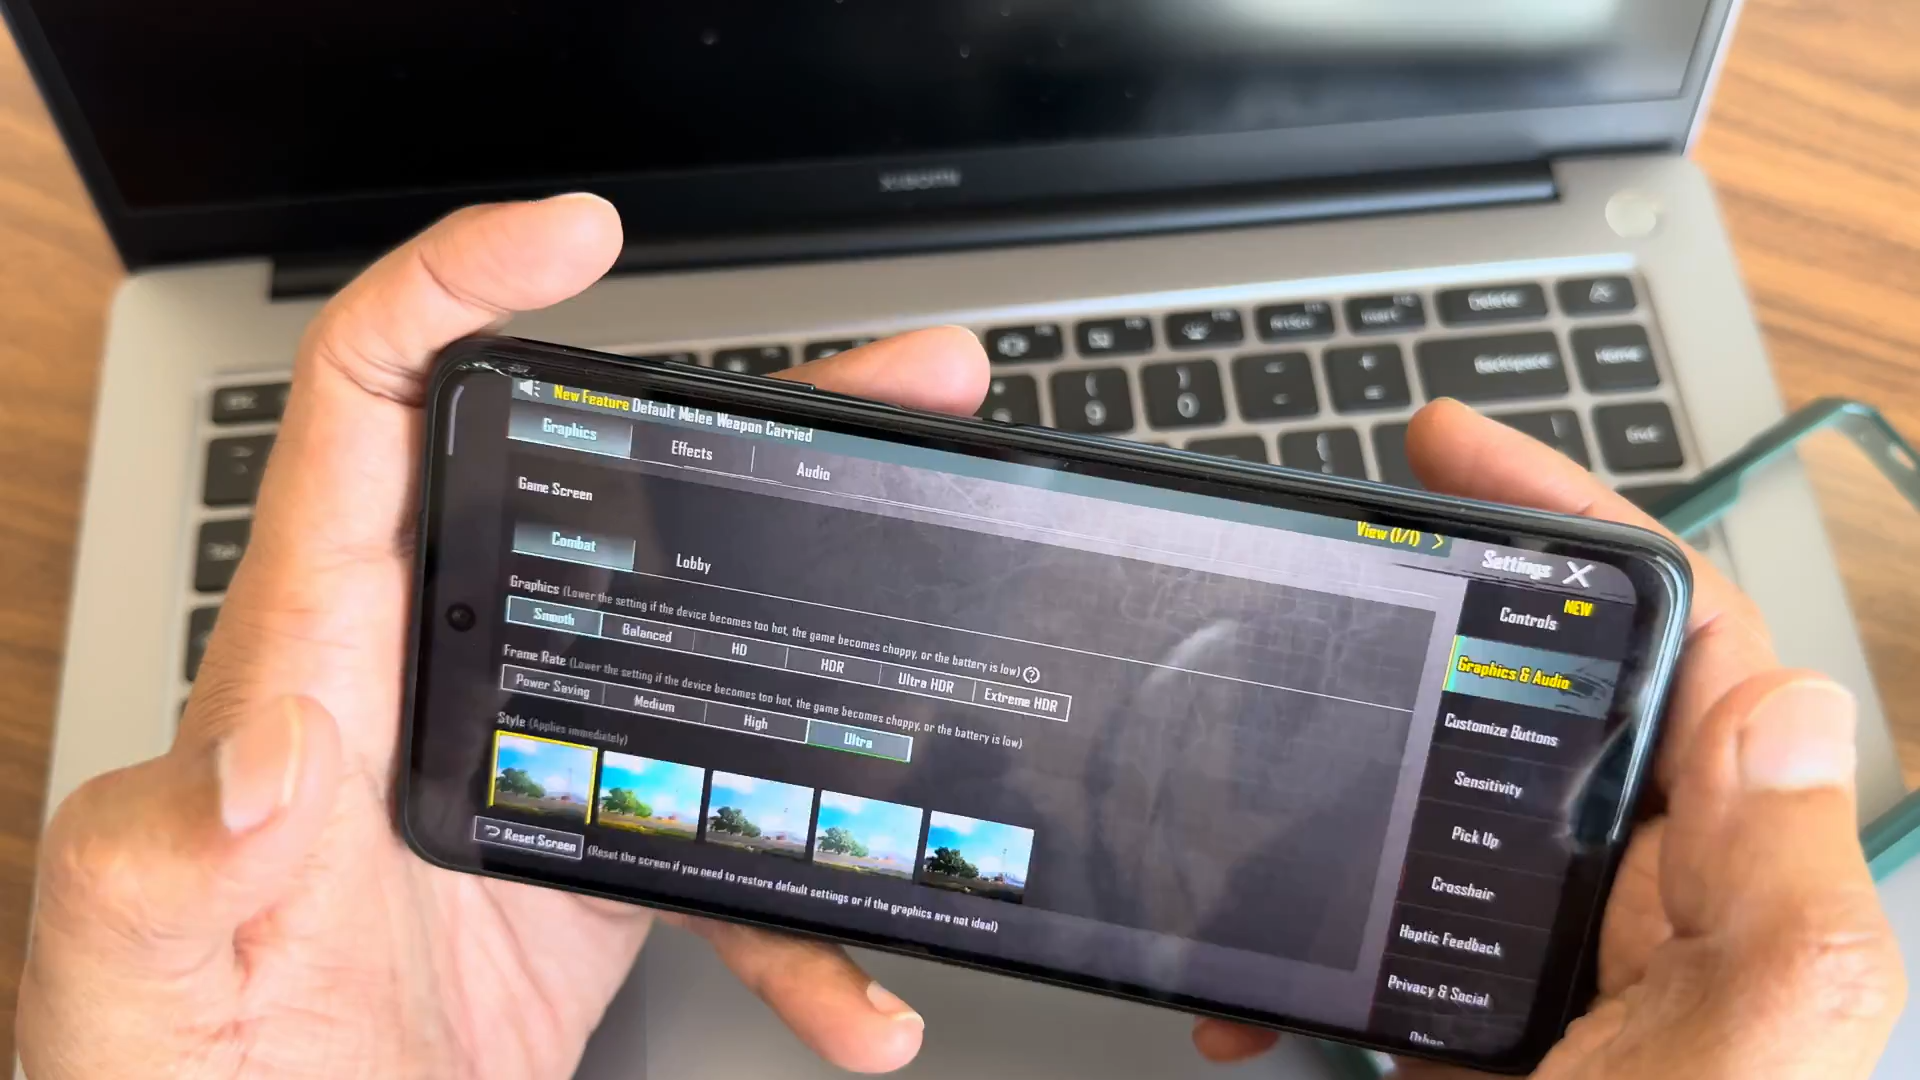 XIAOMI
Delete
Backspace
Home
End
New Feature Default Melee Weapon Carried
View (1/1)
Graphics
Effects
Audio
Settings
Game Screen
Combat
Lobby
Graphics (Lower the setting if the device becomes too hot, the game becomes choppy, or the battery is low)
Smooth
Balanced
HD
HDR
Ultra HDR
Extreme HDR
Frame Rate (Lower the setting if the device becomes too hot, the game becomes choppy, or the battery is low)
Power Saving
Medium
High
Ultra
Style (Applies immediately)
Reset Screen
(Reset the screen if you need to restore default settings or if the graphics are not ideal)
NEW
Controls
Graphics & Audio
Customize Buttons
Sensitivity
Pick Up
Crosshair
Haptic Feedback
Privacy & Social